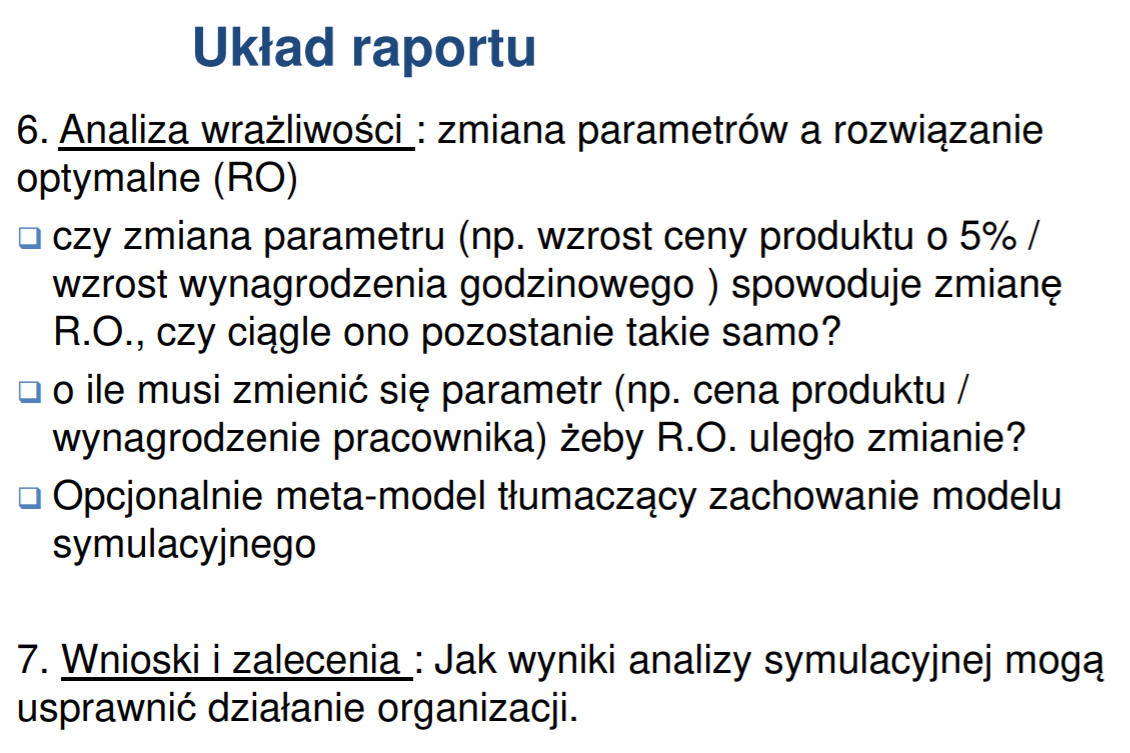 Układ raportu
6. Analiza wrażliwości : zmiana parametrów a rozwiązanie
optymalne (RO)
❑ czy zmiana parametru (np. wzrost ceny produktu o 5% /
wzrost wynagrodzenia godzinowego ) spowoduje zmianę
R.O., czy ciągle ono pozostanie takie samo?
❑ o ile musi zmienić się parametr (np. cena produktu /
wynagrodzenie pracownika) żeby R.O. uległo zmianie?
❑ Opcjonalnie meta-model tłumaczący zachowanie modelu
symulacyjnego
7. Wnioski i zalecenia : Jak wyniki analizy symulacyjnej mogą
usprawnić działanie organizacji.